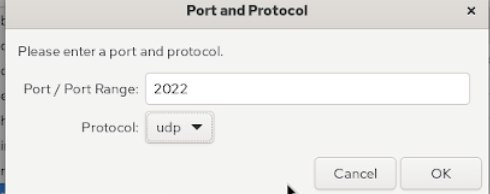 Port and Protocol
Please enter a port and protocol.
Port / Port Range: 2022
Protocol: udp
Cancel OK